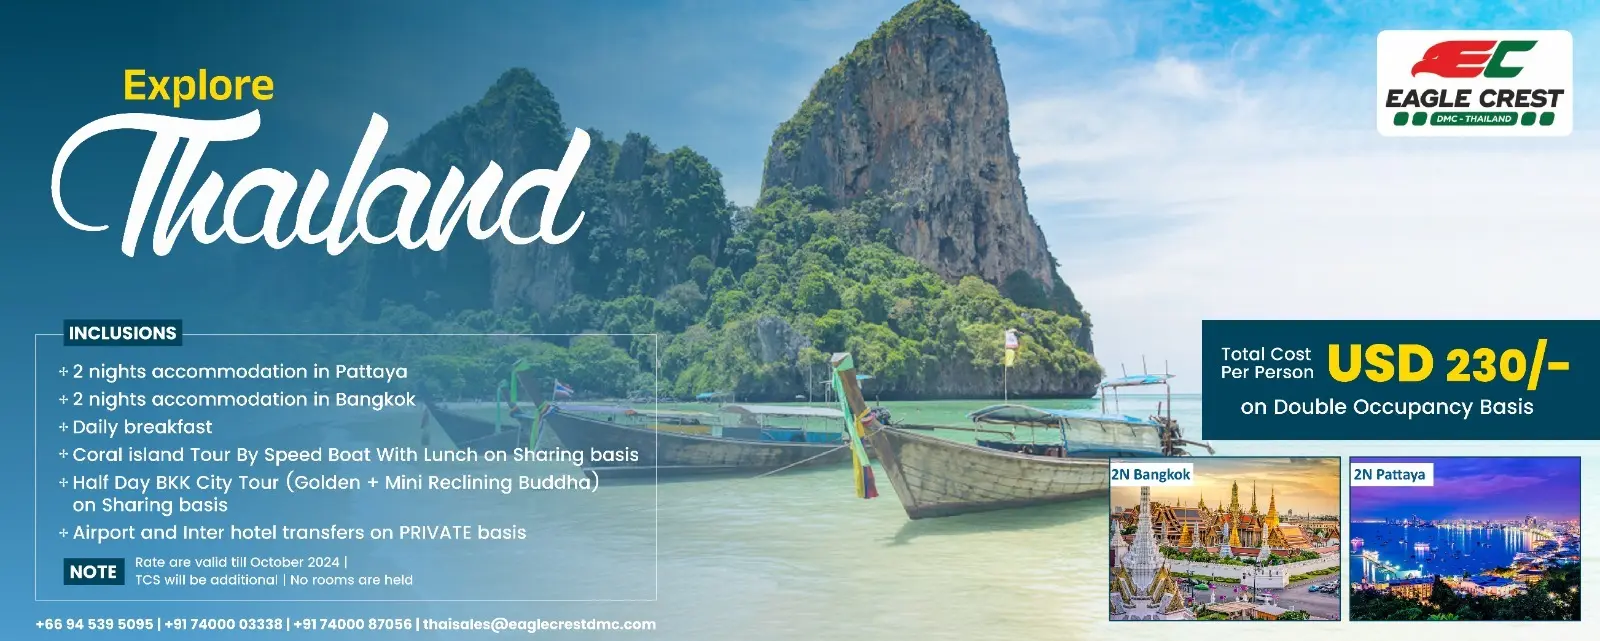 Explore
Thailand
EC
EAGLE CREST
DMC - THAILAND
INCLUSIONS
÷ 2 nights accommodation in Pattaya
÷ 2 nights accommodation in Bangkok
÷ Daily breakfast
÷ Coral island Tour By Speed Boat With Lunch on Sharing basis
÷ Half Day BKK City Tour (Golden + Mini Reclining Buddha)
on Sharing basis
÷ Airport and Inter hotel transfers on PRIVATE basis
NOTE
Rate are valid till October 2024 |
TCS will be additional | No rooms are held
+66 94 539 5095 | +91 74000 03338 | +91 74000 87056 | thaisales@eaglecrestdmc.com
Total Cost
Per Person
USD 230/-
on Double Occupancy Basis
2N Bangkok
2N Pattaya